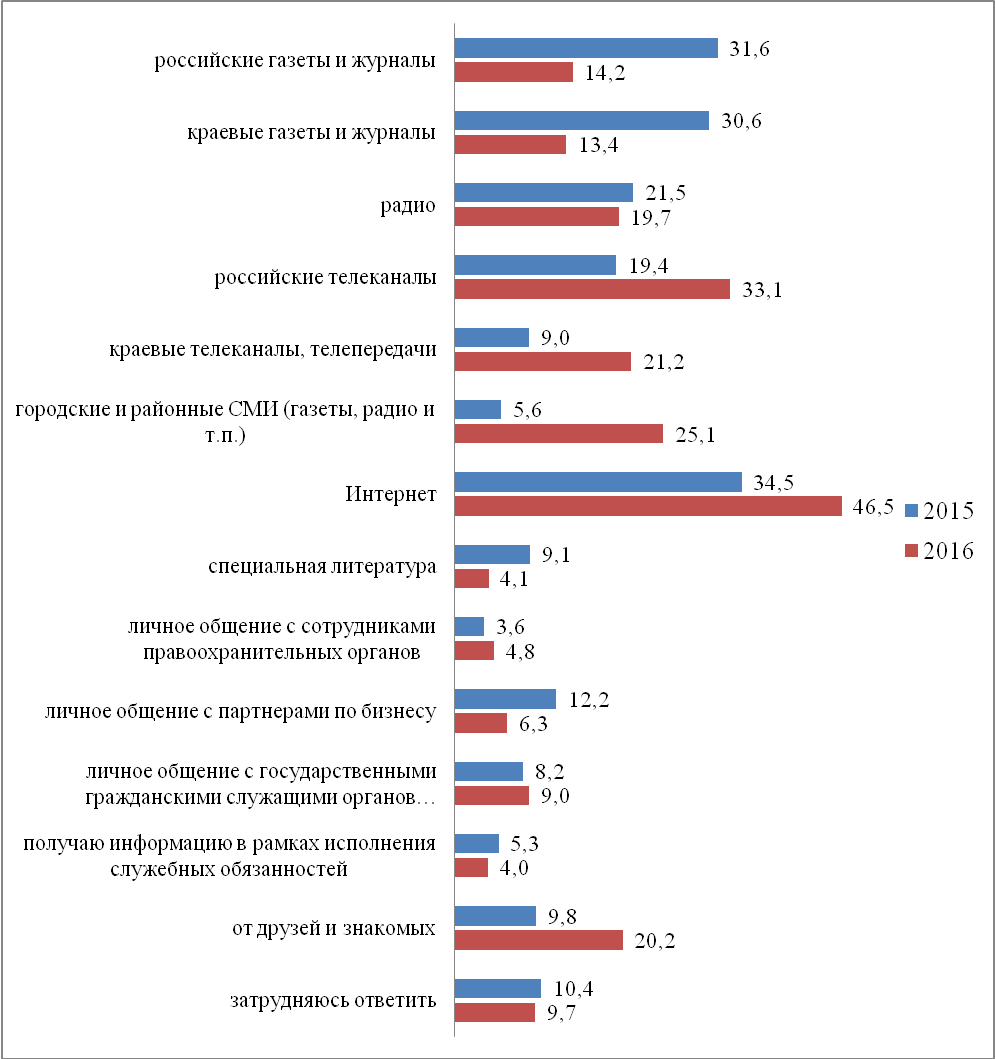 российские газеты и журналы
31,6
14,2
краевые газеты и журналы
30,6
13,4
радио
21,5
19,7
российские телеканалы
19,4
33,1
краевые телеканалы, телепередачи
9,0
21,2
городские и районные СМИ (газеты, радио и
т.п.)
5,6
25,1
Интернет
34,5
46,5
2015
2016
специальная литература
9,1
4,1
личное общение с сотрудниками
правоохранительных органов
3,6
4,8
личное общение с партнерами по бизнесу
12,2
6,3
личное общение с государственными
гражданскими служащими органов…
8,2
9,0
получаю информацию в рамках исполнения
служебных обязанностей
5,3
4,0
от друзей и знакомых
9,8
20,2
затрудняюсь ответить
10,4
9,7